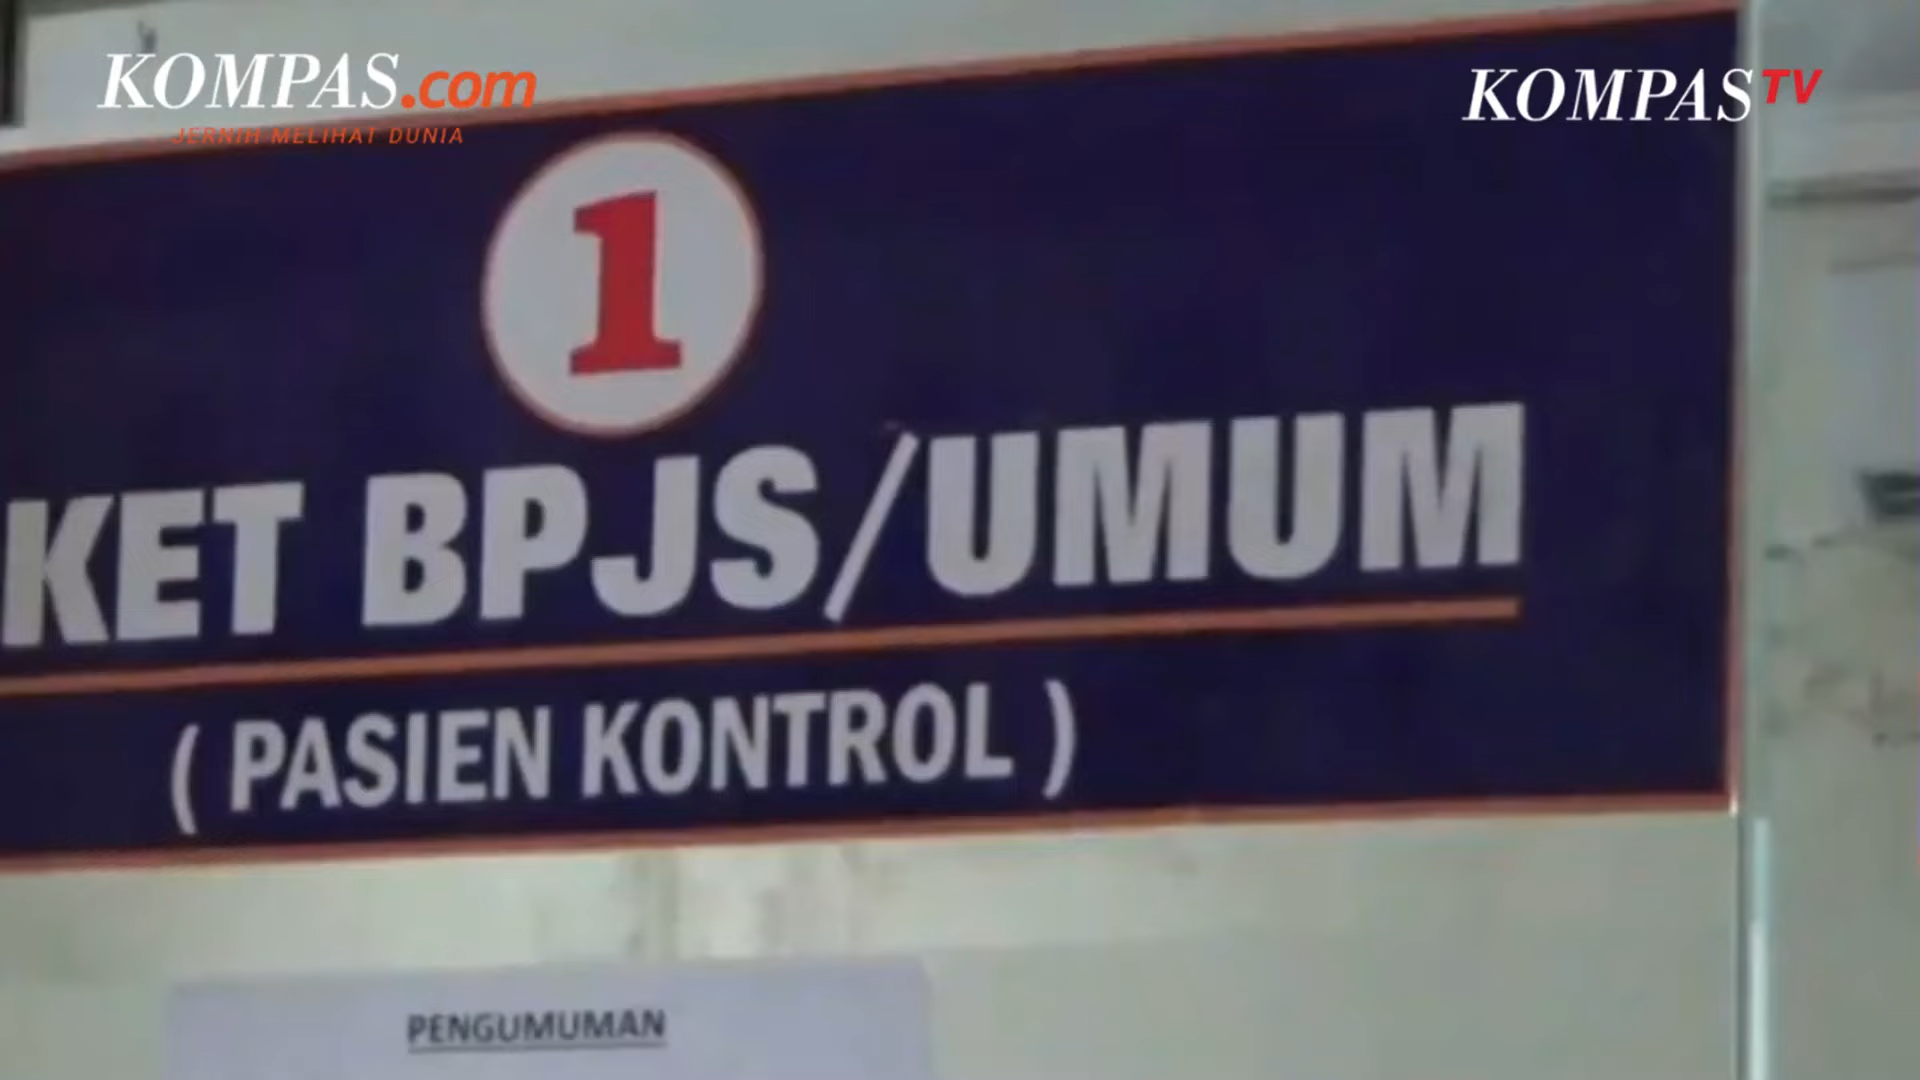 KOMPAS.com
JERNIH MELIHAT DUNIA
KOMPASTV
1
KET BPJS/UMUM
( PASIEN KONTROL )
PENGUMUMAN